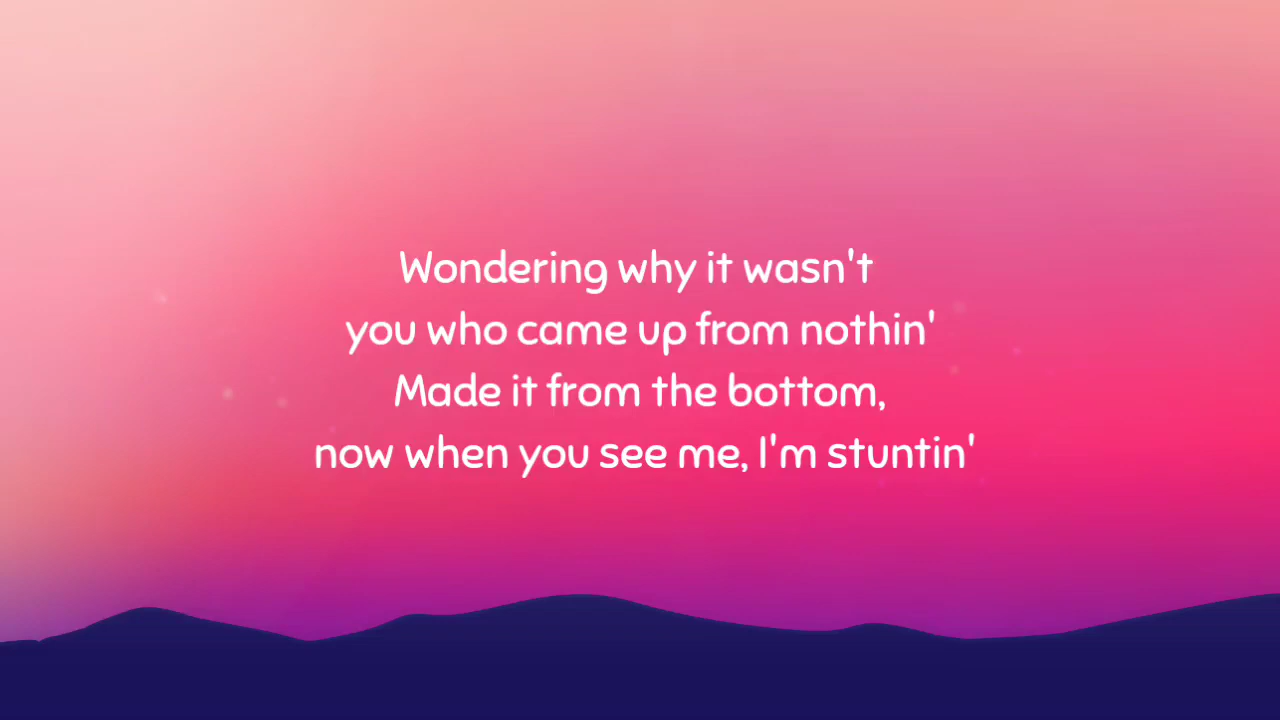 Wondering why it wasn't
you who came up from nothin'
Made it from the bottom,
now when you see me, I'm stuntin'